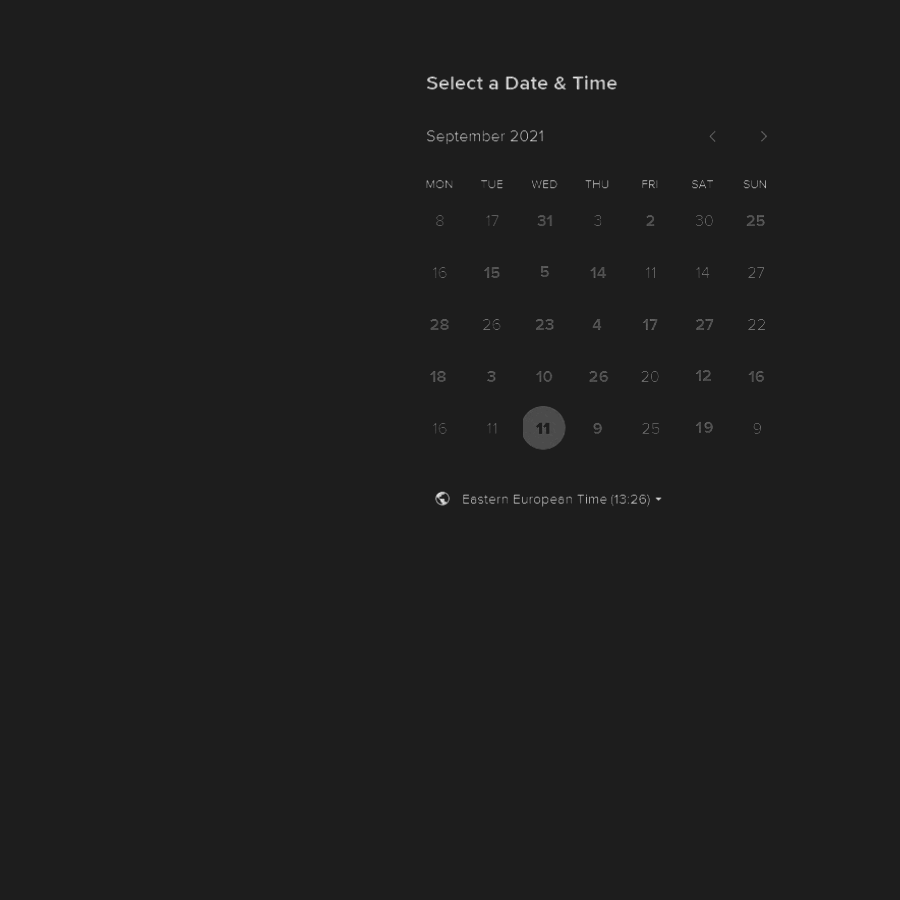 Select a Date & Time
September 2021
MON TUE WED THU FRI SAT SUN
8 17 31 3 2 30 25
16 15 5 14 11 14 27
28 26 23 4 17 27 22
18 3 10 26 20 12 16
16 11 11 9 25 19 9
Eastern European Time (13:26)